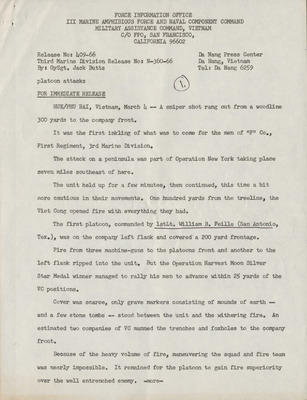 FORCE INFORMATION OFFICE
III MARINE AMPHIBIOUS FORCE AND NAVAL COMPONENT COMMAND
MILITARY ASSISTANCE COMMAND, VIETNAM
C/O FPO, SAN FRANCISCO,
CALIFORNIA 96602
Release No: 409-66 Da Nang Press Center
Third Marine Division Release No: N-360-66 Da Nang, Vietnam
By: GySgt. Jack Butts Tel: Da Nang 6259
platoon attacks
1.
FOR IMMEDIATE RELEASE
HUE/PHU BAI, Vietnam, March 4 -- A sniper shot rang out from a woodline
300 yards to the company front.
It was the first inkling of what was to come for the men of "F" Co.,
First Regiment, 3rd Marine Division.
The attack on a peninsula was part of Operation New York taking place
seven miles southeast of here.
The unit held up for a few minutes, then continued, this time a bit
more cautious in their movements. One hundred yards from the treeline, the
Viet Cong opened fire with everything they had.
The first platoon, commanded by 1stLt. William B. Feille (San Antonio,
Tex.), was on the company left flank and covered a 200 yard frontage.
Fire from three machine-guns to the platoons front and another to the
left flank ripped into the unit. But the Operation Harvest Moon Silver
Star Medal winner managed to rally his men to advance within 25 yards of the
VC positions.
Cover was scarce, only grave markers consisting of mounds of earth --
and a few stone tombs -- stood between the unit and the withering fire. An
estimated two companies of VC manned the trenches and foxholes to the company
front.
Because of the heavy volume of fire, maneuvering the squad and fire team
was nearly impossible. It remained for the platoon to gain fire superiority
over the well entrenched enemy. -more-